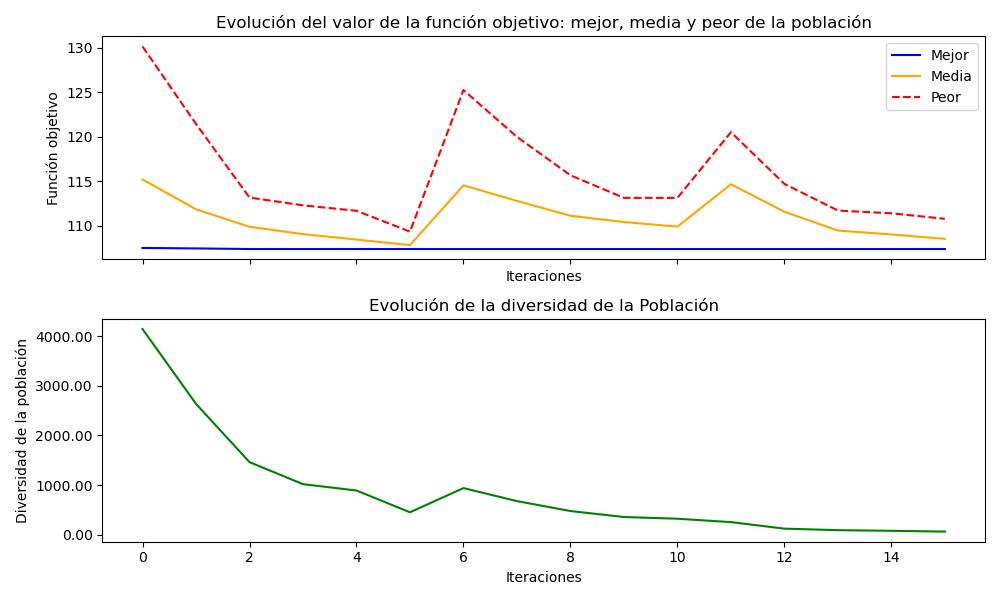 Evolución del valor de la función objetivo: mejor, media y peor de la población
130
125
120
115
110
Función objetivo
Mejor
Media
Peor
Iteraciones
Evolución de la diversidad de la Población
4000.00
3000.00
2000.00
1000.00
0.00
Diversidad de la población
0 2 4 6 8 10 12 14
Iteraciones